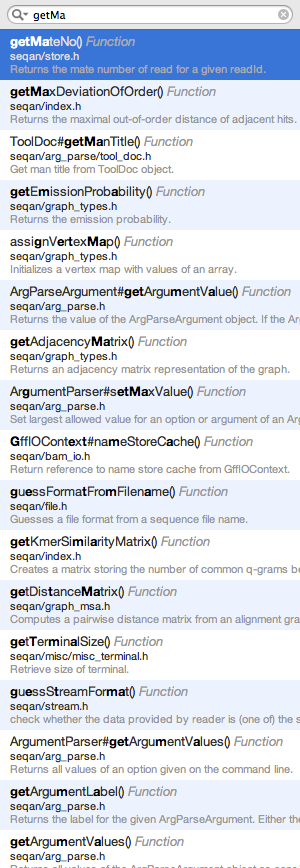 getMa
getMateNo() Function
seqan/store.h
Returns the mate number of read for a given readId.
getMaxDeviationOfOrder() Function
seqan/index.h
Returns the maximal out-of-order distance of adjacent hits.
ToolDoc#getManTitle() Function
seqan/arg_parse/tool_doc.h
Get man title from ToolDoc object.
getEmissionProbability() Function
seqan/graph_types.h
Returns the emission probability.
assignVertexMap() Function
seqan/graph_types.h
Initializes a vertex map with values of an array.
ArgParseArgument#getArgumentValue() Function
seqan/arg_parse.h
Returns the value of the ArgParseArgument object. If the Ar
getAdjacencyMatrix() Function
seqan/graph_types.h
Returns an adjacency matrix representation of the graph.
ArgumentParser#setMaxValue() Function
seqan/arg_parse.h
Set largest allowed value for an option or argument of an Arg
GffIOContext#nameStoreCache() Function
seqan/bam_io.h
Return reference to name store cache from GffIOContext.
guessFormatFromFilename() Function
seqan/file.h
Guesses a file format from a sequence file name.
getKmerSimilarityMatrix() Function
seqan/index.h
Creates a matrix storing the number of common q-grams be
getDistanceMatrix() Function
seqan/graph_msa.h
Computes a pairwise distance matrix from an alignment gra
getTerminalSize() Function
seqan/misc/misc_terminal.h
Retrieve size of terminal.
guessStreamFormat() Function
seqan/stream.h
check whether the data provided by reader is (one of) the s
ArgumentParser#getArgumentValues() Function
seqan/arg_parse.h
Returns all values of an option given on the command line.
getArgumentLabel() Function
seqan/arg_parse.h
Returns the label for the given ArgParseArgument. Either the
getArgumentValues() Function
seqan/arg_parse.h